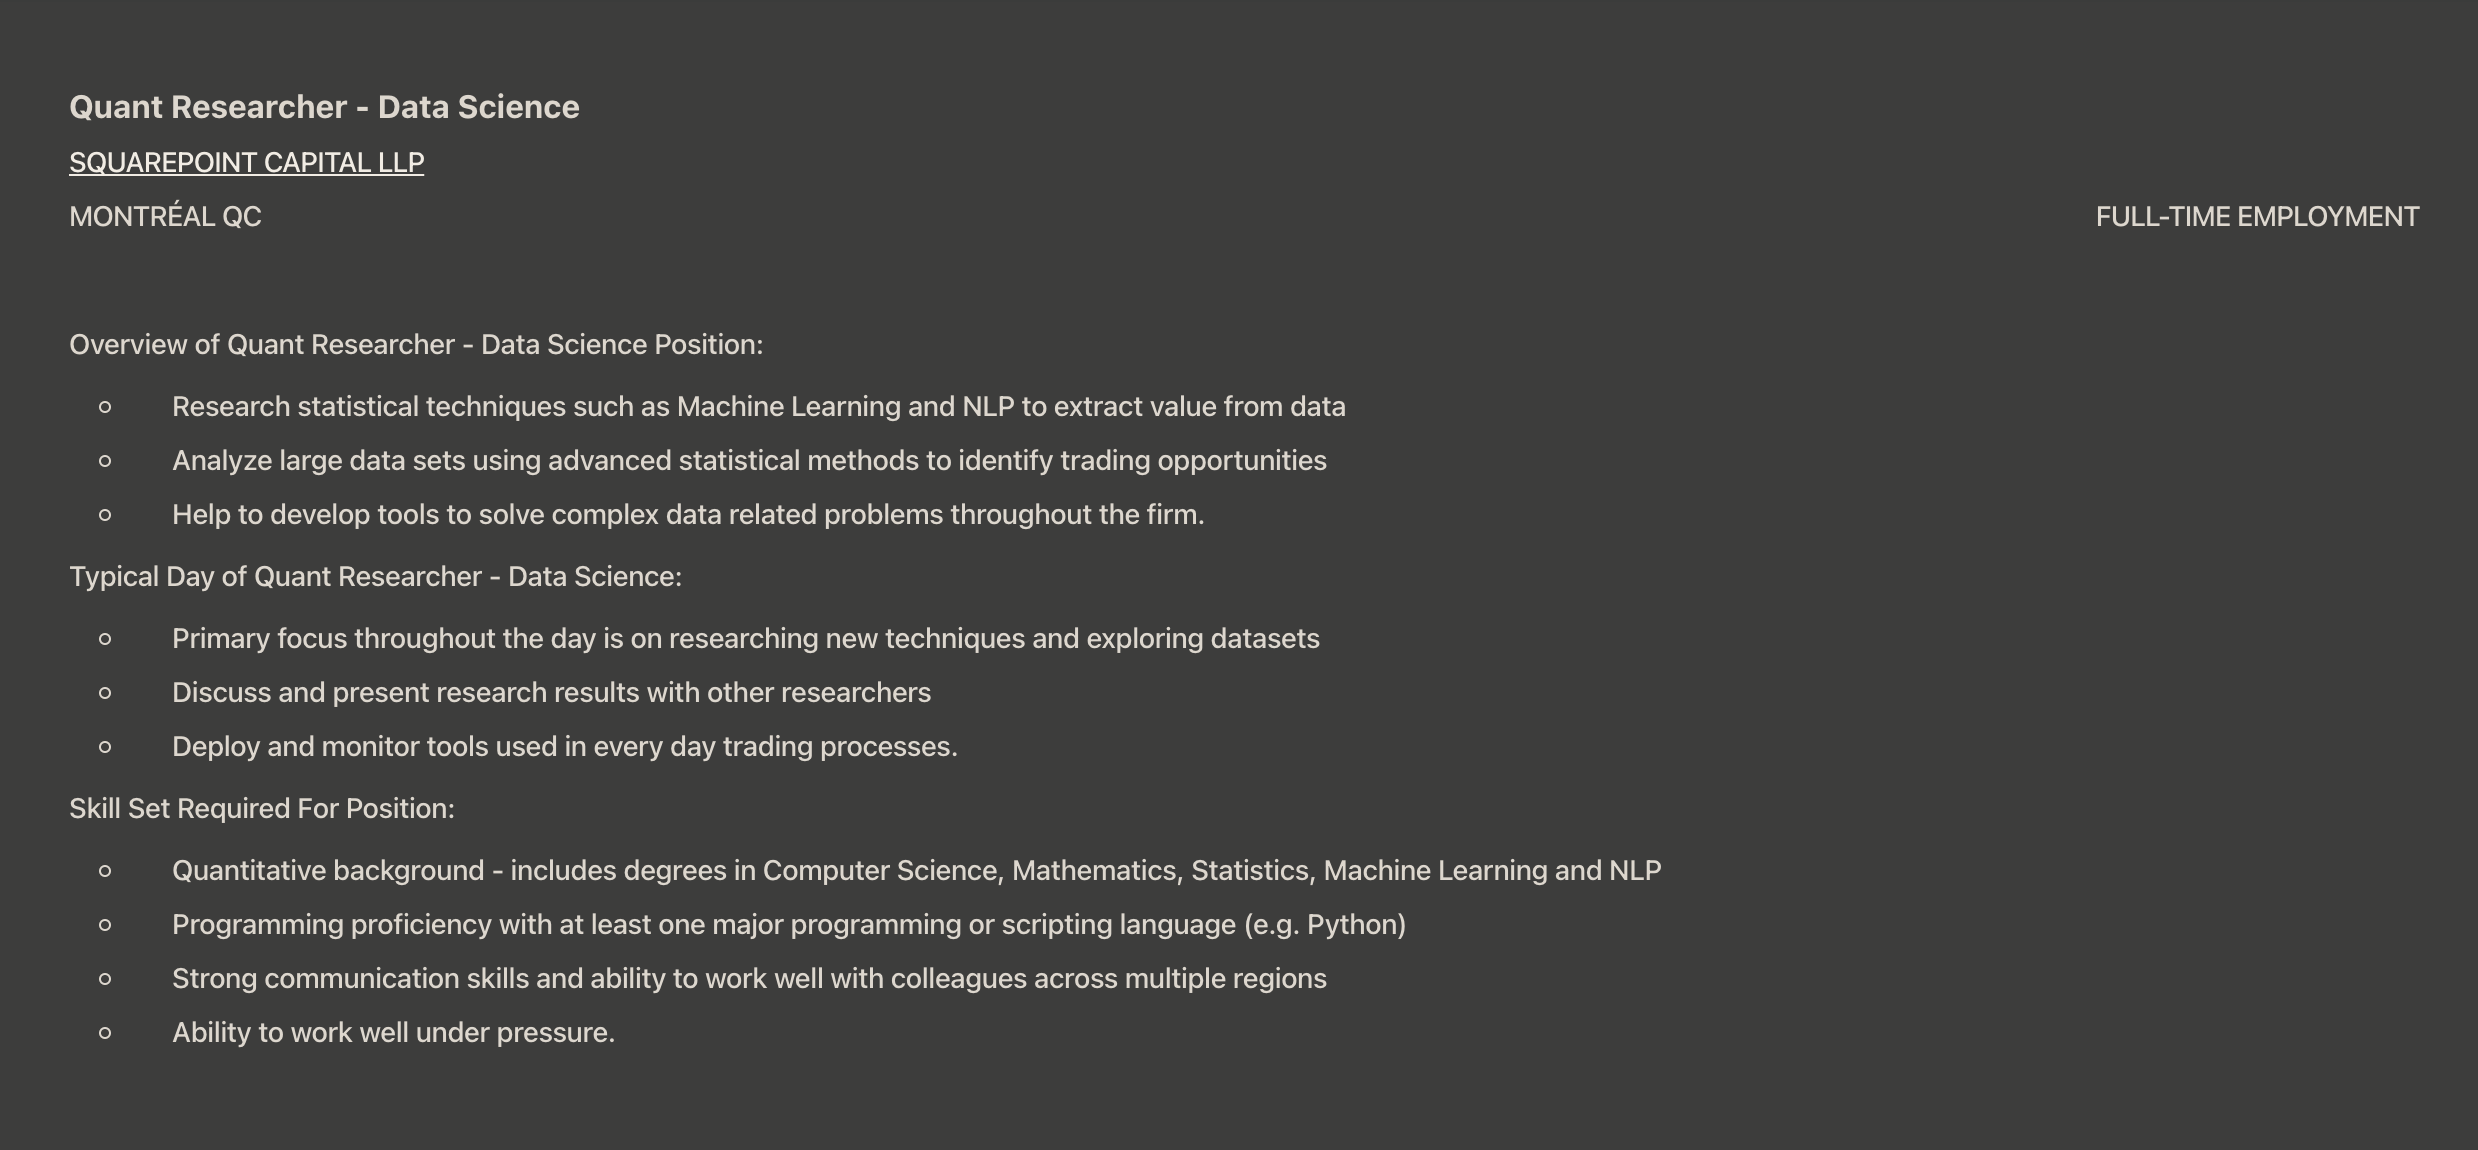 Quant Researcher - Data Science
SQUAREPOINT CAPITAL LLP
MONTRÉAL QC FULL-TIME EMPLOYMENT
Overview of Quant Researcher - Data Science Position:
Research statistical techniques such as Machine Learning and NLP to extract value from data
Analyze large data sets using advanced statistical methods to identify trading opportunities
Help to develop tools to solve complex data related problems throughout the firm.
Typical Day of Quant Researcher - Data Science:
Primary focus throughout the day is on researching new techniques and exploring datasets
Discuss and present research results with other researchers
Deploy and monitor tools used in every day trading processes.
Skill Set Required For Position:
Quantitative background - includes degrees in Computer Science, Mathematics, Statistics, Machine Learning and NLP
Programming proficiency with at least one major programming or scripting language (e.g. Python)
Strong communication skills and ability to work well with colleagues across multiple regions
Ability to work well under pressure.